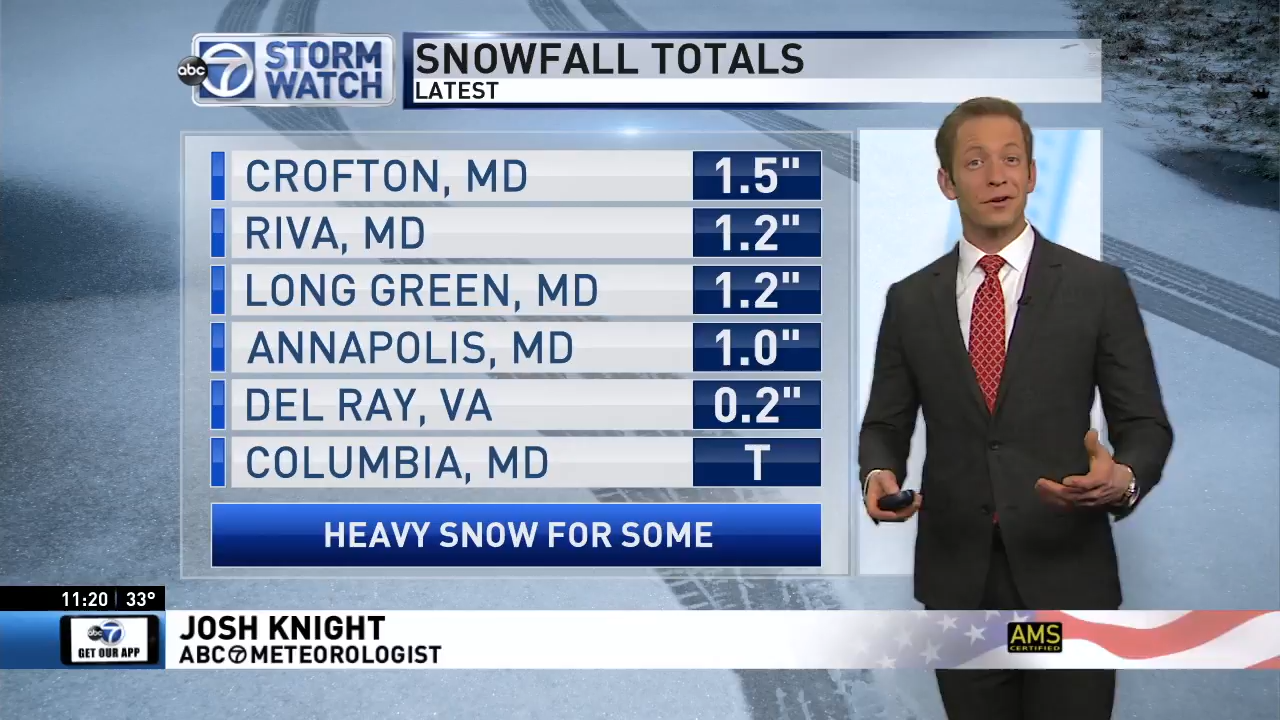 abc 7 STORM WATCH
SNOWFALL TOTALS
LATEST
CROFTON, MD 1.5"
RIVA, MD 1.2"
LONG GREEN, MD 1.2"
ANNAPOLIS, MD 1.0"
DEL RAY, VA 0.2"
COLUMBIA, MD T
HEAVY SNOW FOR SOME
11:20 33°
abc 7
GET OUR APP
JOSH KNIGHT
ABC7 METEOROLOGIST
AMS
CERTIFIED